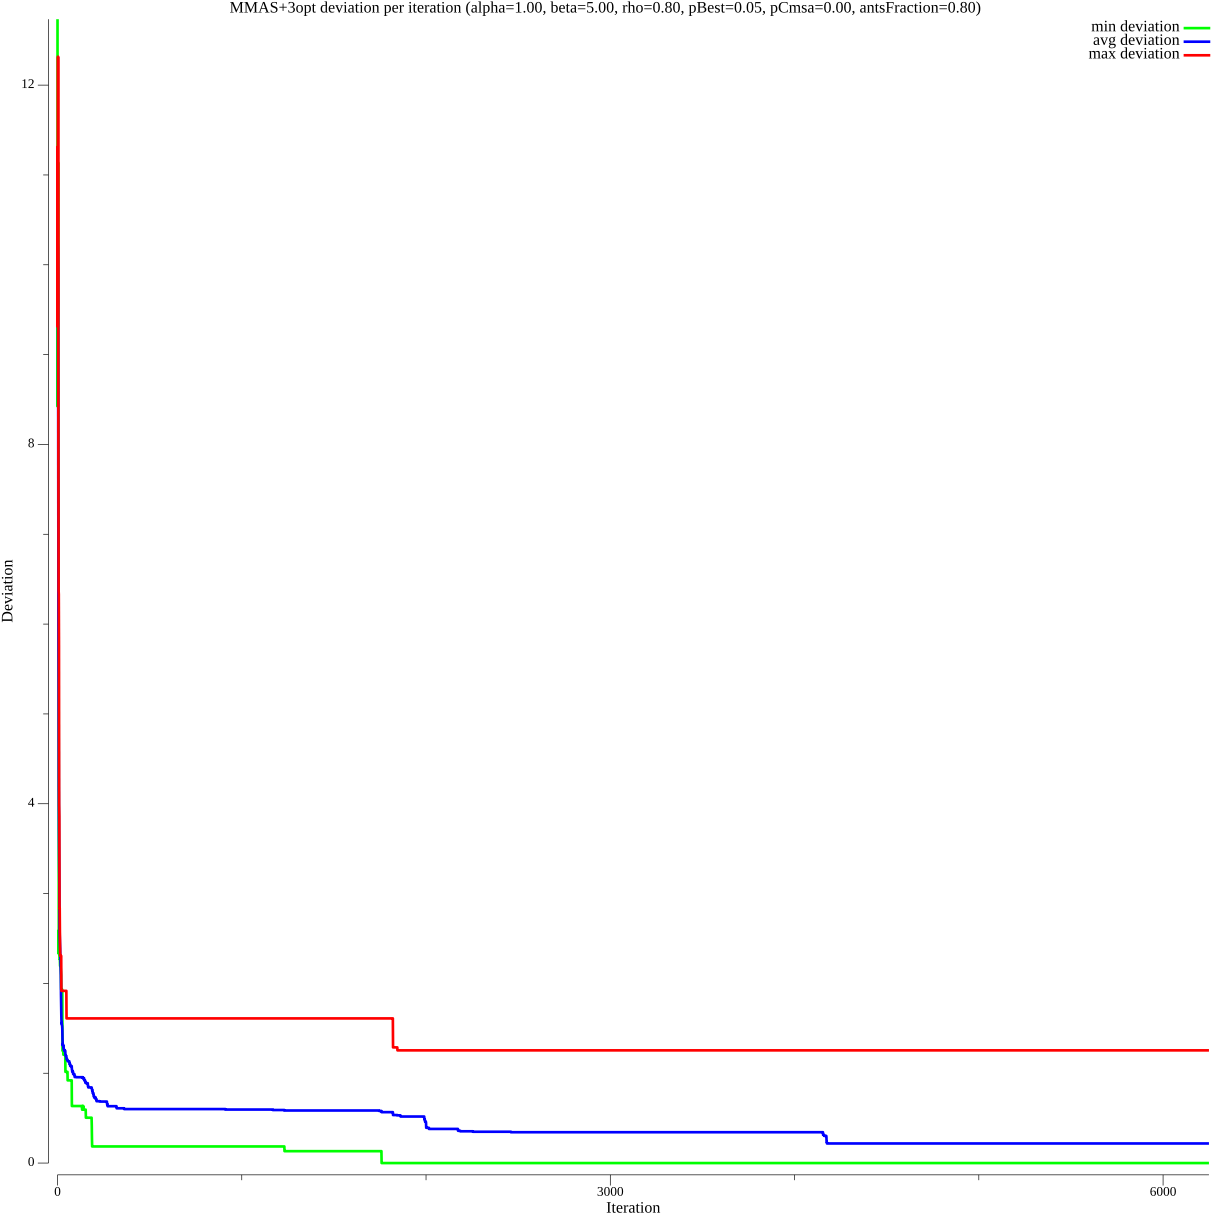 MMAS+3opt deviation per iteration (alpha=1.00, beta=5.00, rho=0.80, pBest=0.05, pCmsa=0.00, antsFraction=0.80)
min deviation
avg deviation
max deviation
12
8
4
0
Deviation
0
3000
6000
Iteration